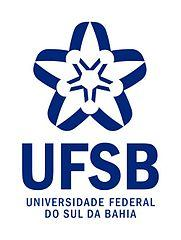 UFSB
UNIVERSIDADE FEDERAL
DO SUL DA BAHIA